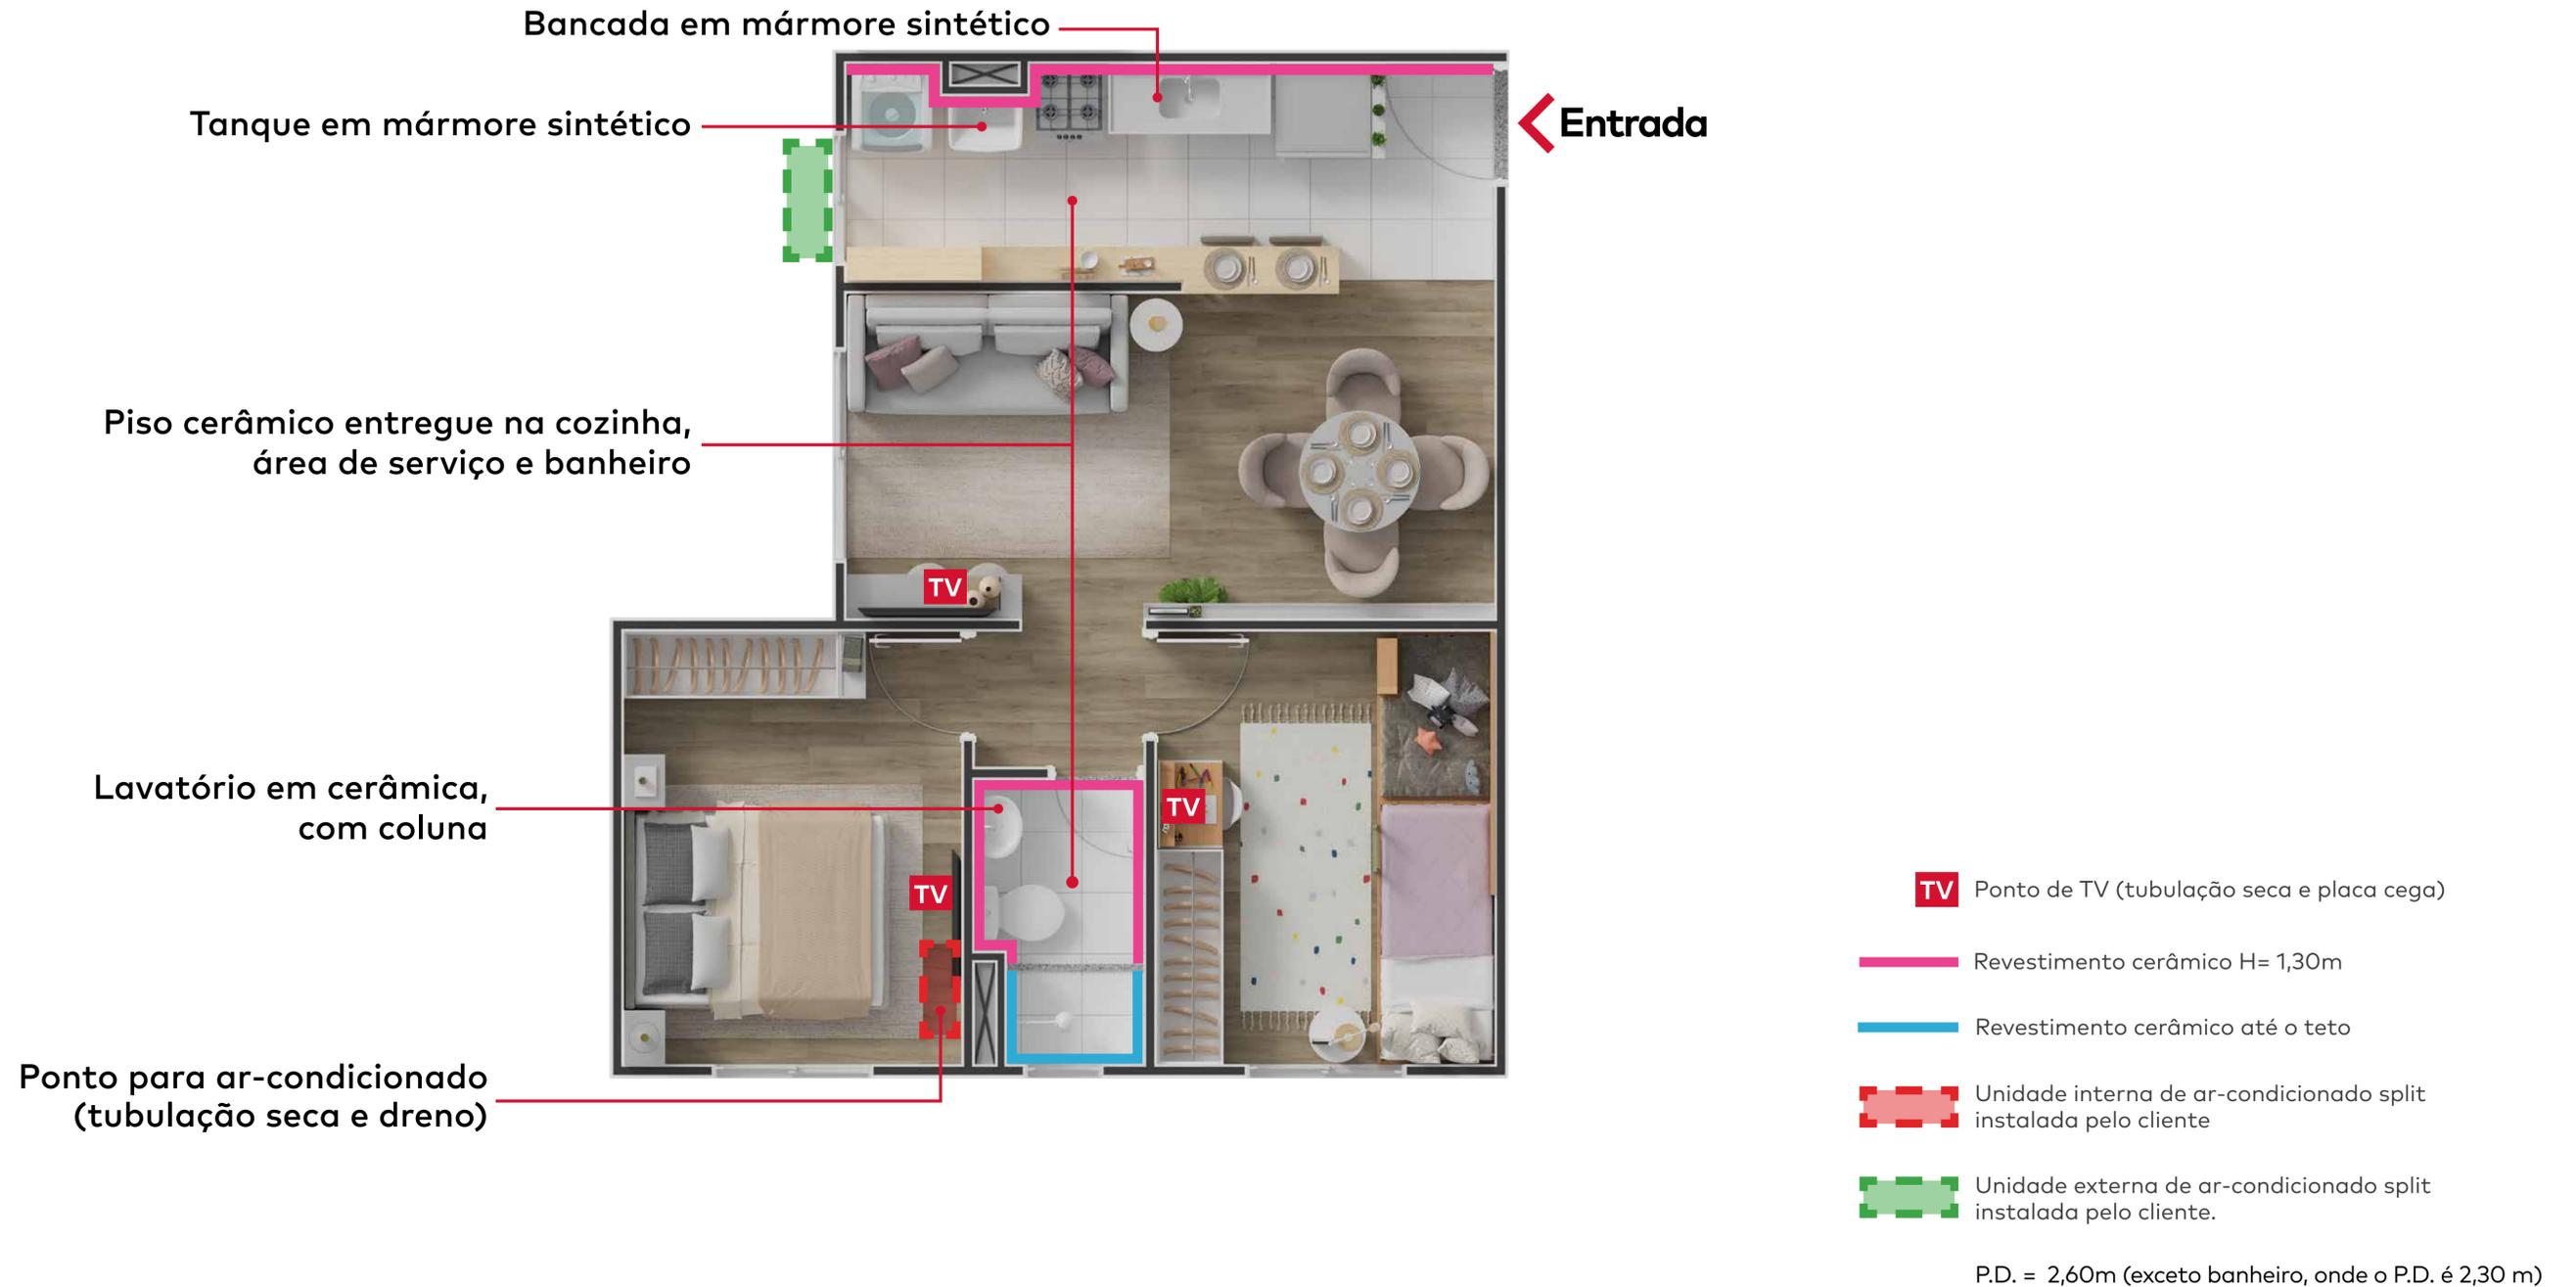 Bancada em mármore sintético
Tanque em mármore sintético
Entrada
Piso cerâmico entregue na cozinha,
área de serviço e banheiro
TV
Lavatório em cerâmica,
com coluna
TV
TV
Ponto para ar-condicionado
(tubulação seca e dreno)
TV Ponto de TV (tubulação seca e placa cega)
Revestimento cerâmico H= 1,30m
Revestimento cerâmico até o teto
Unidade interna de ar-condicionado split
instalada pelo cliente
Unidade externa de ar-condicionado split
instalada pelo cliente.
P.D. = 2,60m (exceto banheiro, onde o P.D. é 2,30 m)